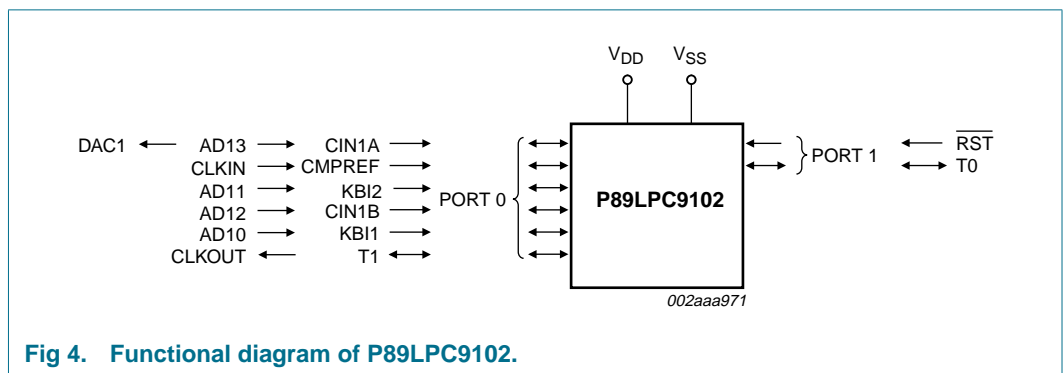 VDD VSS
DAC1 AD13 CIN1A RST
CLKIN CMPREF PORT 1 T0
AD11 KBI2 PORT 0 P89LPC9102
AD12 CIN1B
AD10 KBI1
CLKOUT T1
002aaa971
Fig 4. Functional diagram of P89LPC9102.